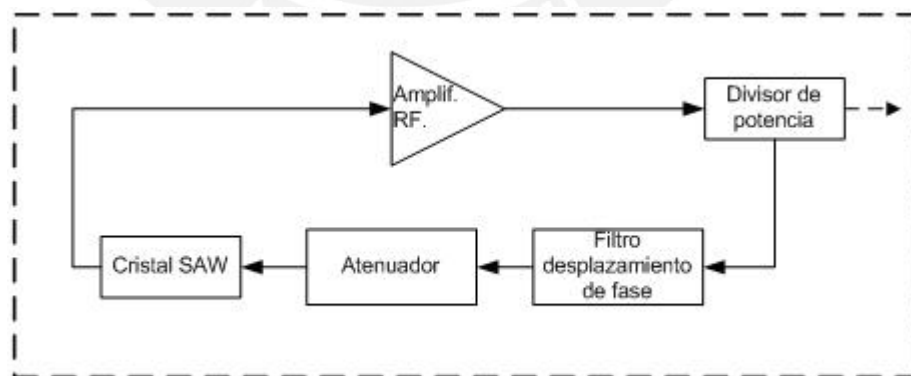 Amplif.
RF.
Divisor de
potencia
Cristal SAW
Atenuador
Filtro
desplazamiento
de fase